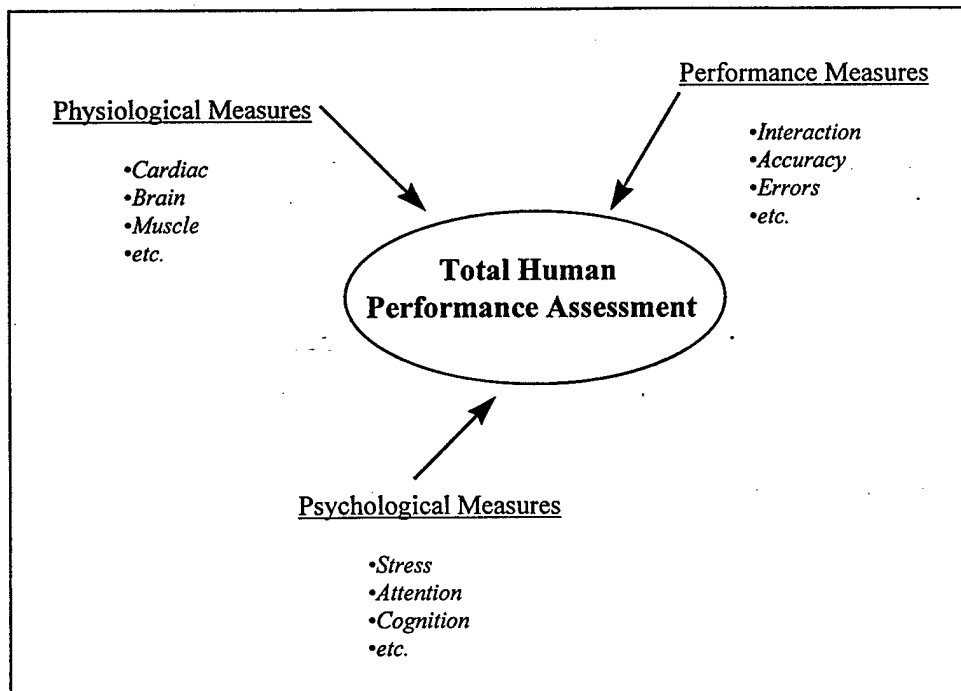 Physiological Measures
•Cardiac
•Brain
•Muscle
•etc.
Performance Measures
•Interaction
•Accuracy
•Errors
•etc.
Total Human
Performance Assessment
Psychological Measures
•Stress
•Attention
•Cognition
•etc.